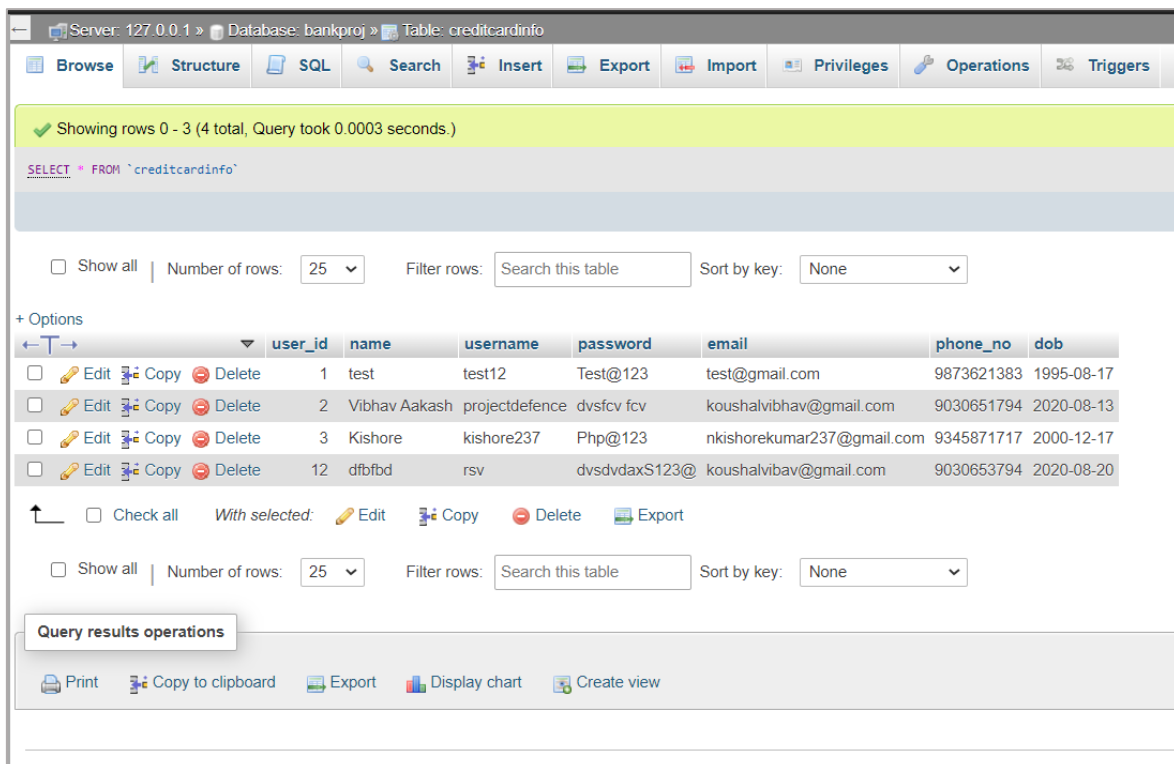 ← Server: 127.0.0.1 » Database: bankproj » Table: creditcardinfo
Browse Structure SQL Search Insert Export Import Privileges Operations Triggers
Showing rows 0 - 3 (4 total, Query took 0.0003 seconds.)
SELECT * FROM `creditcardinfo`
Show all | Number of rows: 25 Filter rows: Search this table Sort by key: None
+ Options
←T→ ▼ user_id name username password email phone_no dob
Edit Copy Delete 1 test test12 Test@123 test@gmail.com 9873621383 1995-08-17
Edit Copy Delete 2 Vibhav Aakash projectdefence dvsfcv fcv koushalvibhav@gmail.com 9030651794 2020-08-13
Edit Copy Delete 3 Kishore kishore237 Php@123 nkishorekumar237@gmail.com 9345871717 2000-12-17
Edit Copy Delete 12 dfbfbd rsv dvsdvdaxS123@ koushalvibav@gmail.com 9030653794 2020-08-20
Check all With selected: Edit Copy Delete Export
Show all | Number of rows: 25 Filter rows: Search this table Sort by key: None
Query results operations
Print Copy to clipboard Export Display chart Create view